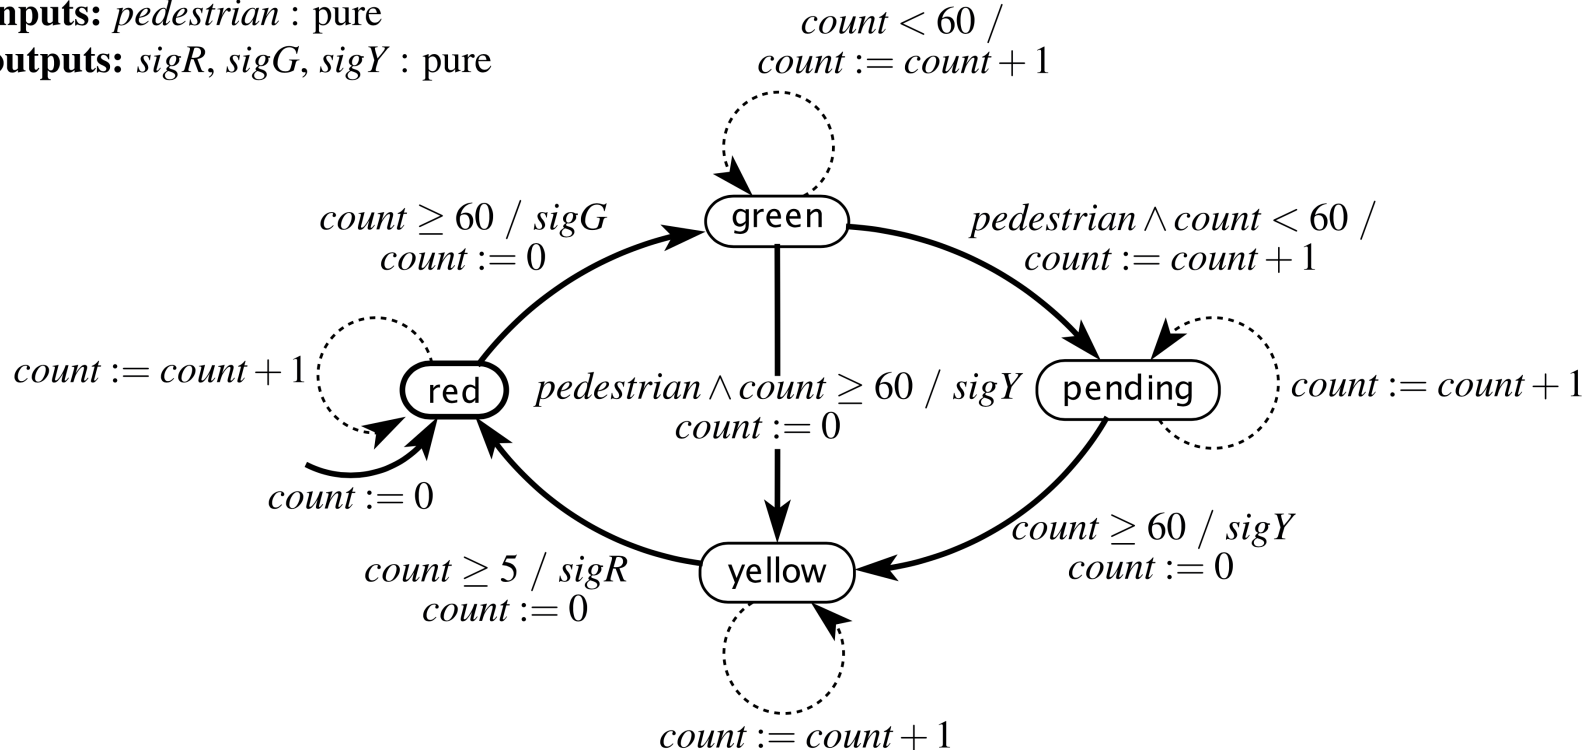 nputs: pedestrian : pure
outputs: sigR, sigG, sigY : pure
count < 60 /
count := count + 1
count ≥ 60 / sigG
count := 0
green
pedestrian ∧ count < 60 /
count := count + 1
count := count + 1
red
pedestrian ∧ count ≥ 60 / sigY
count := 0
pending
count := count + 1
count := 0
count ≥ 5 / sigR
count := 0
yellow
count ≥ 60 / sigY
count := 0
count := count + 1